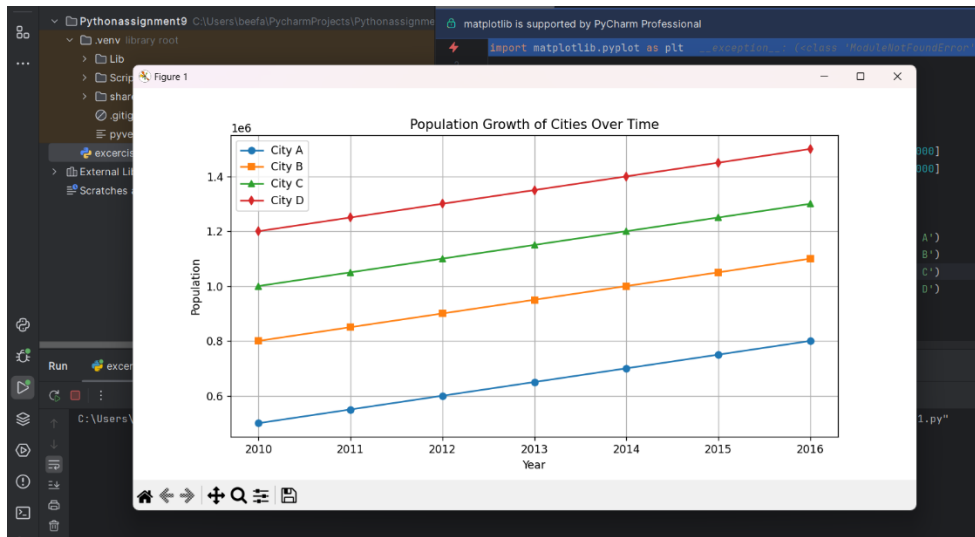 Pythonassignment9 C:\Users\beefa\PycharmProjects\Pythonassignme
.venv library root
Lib
Scrip
shar
.gitig
pyve
excercis
External Lil
Scratches
matplotlib is supported by PyCharm Professional
import matplotlib.pyplot as plt __exception__: (<class 'ModuleNotFoundError'
000]
000]
A')
B')
C')
D')
Figure 1
Population Growth of Cities Over Time
1e6
City A
City B
City C
City D
1.4
1.2
1.0
0.8
0.6
Population
2010 2011 2012 2013 2014 2015 2016
Year
Run excer
C:\Users\
1.py"